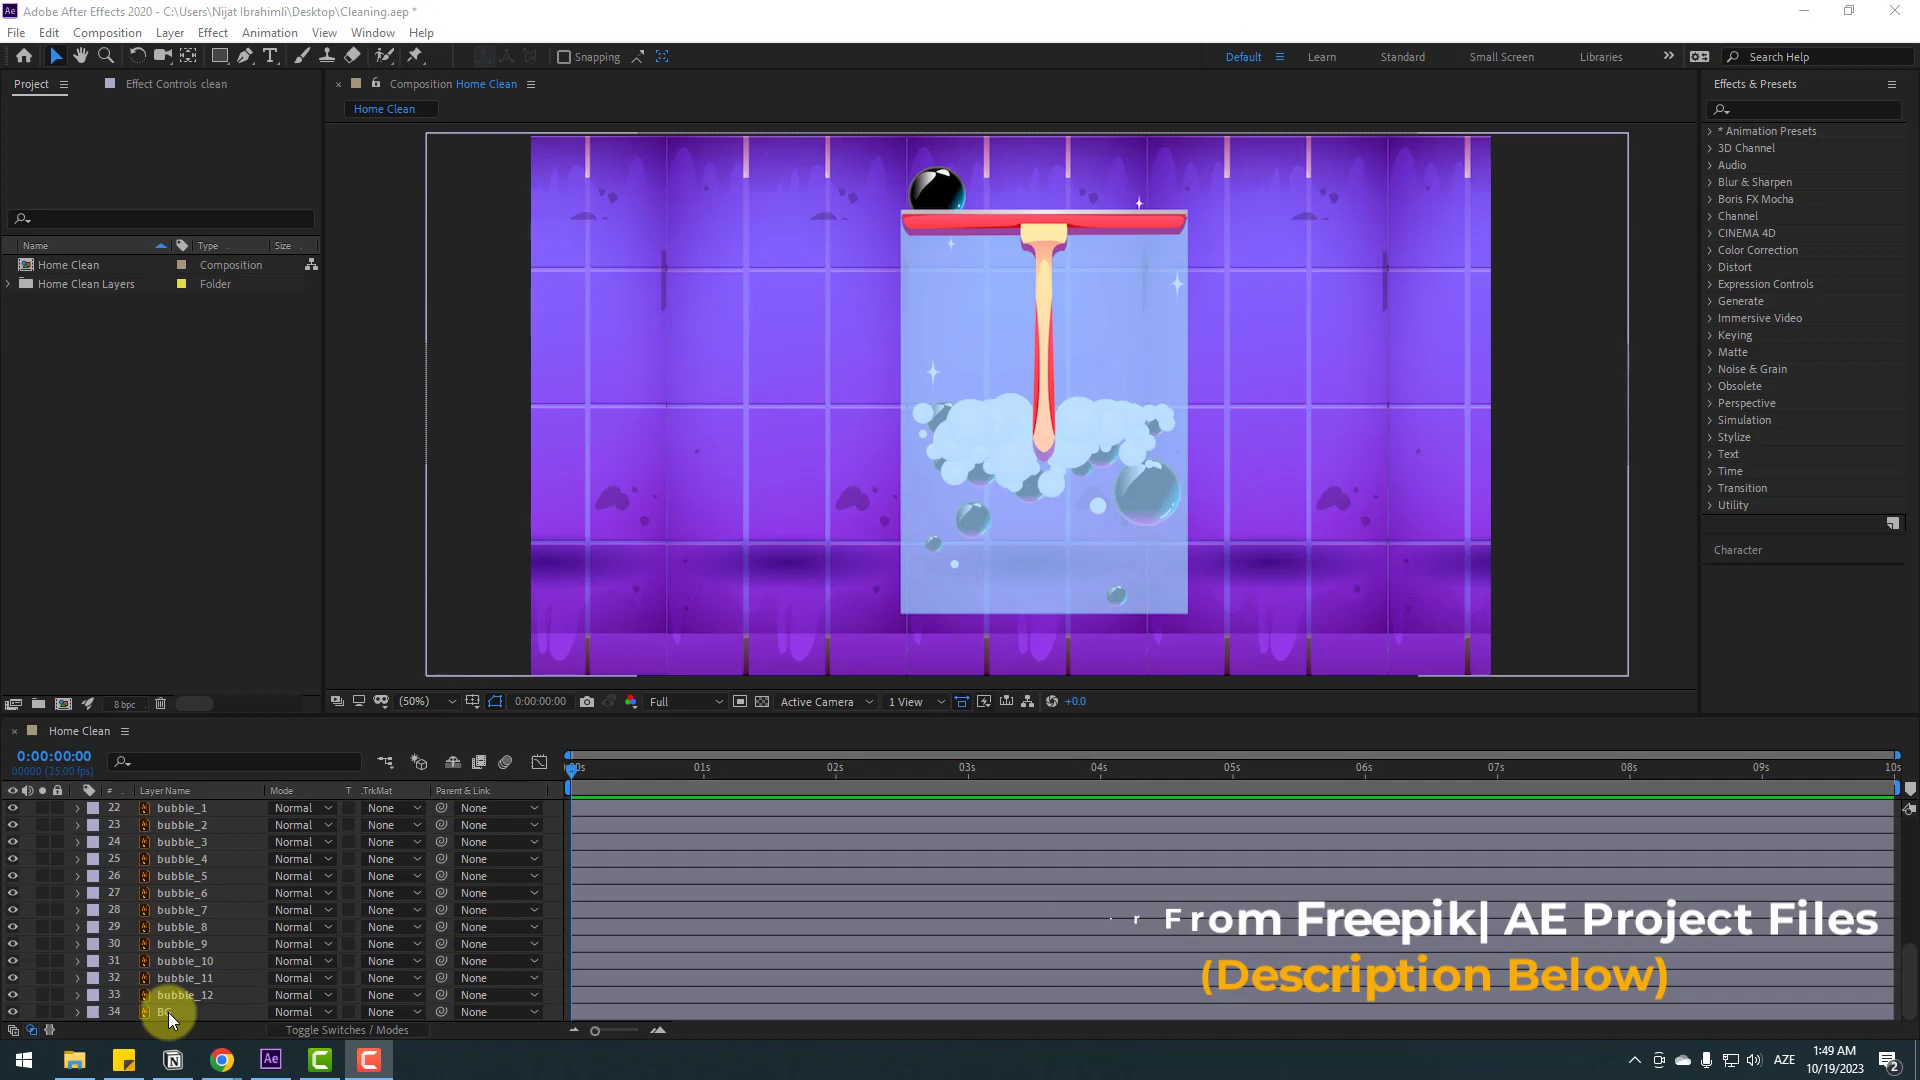 Adobe After Effects 2020 - C:\Users\Nijat Ibrahimli\Desktop\Cleaning.aep *
File Edit Composition Layer Effect Animation View Window Help
Snapping Default Learn Standard Small Screen Libraries Search Help
Project Effect Controls clean
Composition Home Clean
Effects & Presets
Home Clean
Name Type Size
Home Clean Composition
Home Clean Layers Folder
* Animation Presets
3D Channel
Audio
Blur & Sharpen
Boris FX Mocha
Channel
CINEMA 4D
Color Correction
Distort
Expression Controls
Generate
Immersive Video
Keying
Matte
Noise & Grain
Obsolete
Perspective
Simulation
Stylize
Text
Time
Transition
Utility
Character
8 bpc
(50%) 0:00:00:00 Full Active Camera 1 View +0.0
Home Clean
0:00:00:00
00000 (25.00 fps)
00s 01s 02s 03s 04s 05s 06s 07s 08s 09s 10s
# Layer Name Mode T .TrkMat Parent & Link
22 bubble_1 Normal None None
23 bubble_2 Normal None None
24 bubble_3 Normal None None
25 bubble_4 Normal None None
26 bubble_5 Normal None None
27 bubble_6 Normal None None
28 bubble_7 Normal None None
29 bubble_8 Normal None None
30 bubble_9 Normal None None
31 bubble_10 Normal None None
32 bubble_11 Normal None None
33 bubble_12 Normal None None
34 BG Normal None None
Toggle Switches / Modes
r From Freepik| AE Project Files
(Description Below)
AZE
1:49 AM
10/19/2023
2